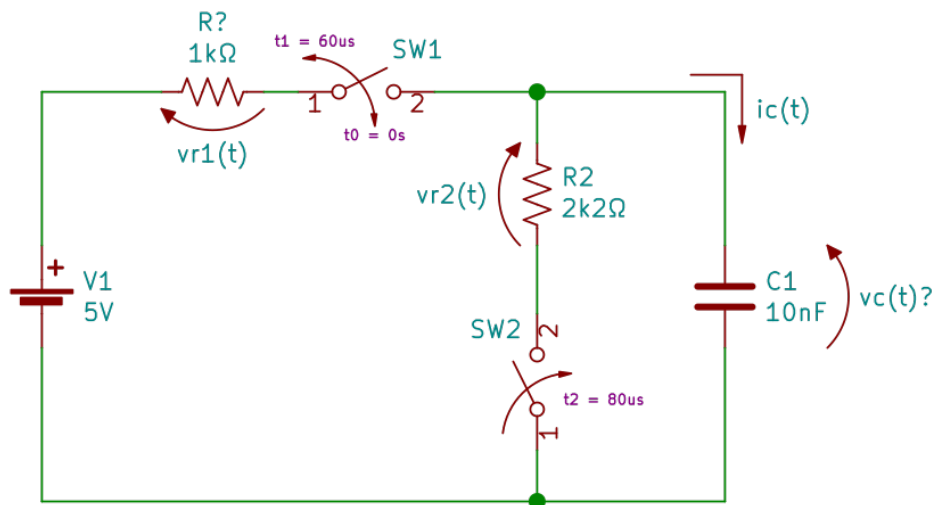 R?
1kΩ
t1 = 60us
SW1
1
2
t0 = 0s
vr1(t)
ic(t)
vr2(t)
R2
2k2Ω
+
V1
5V
C1
10nF
vc(t)?
SW2
2
t2 = 80us
1